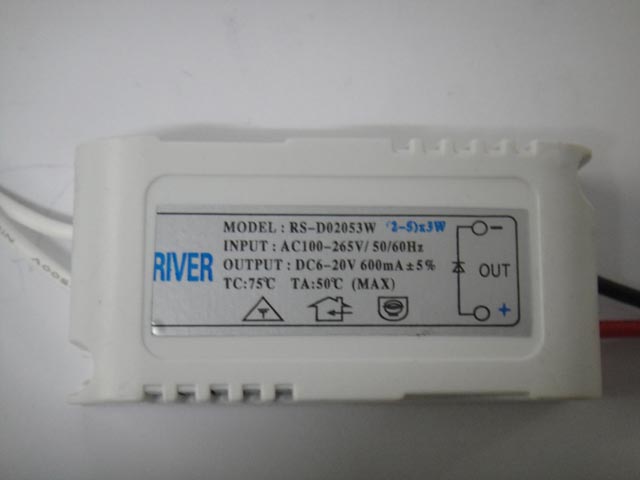 MODEL : RS-D02053W (2-5)x3W
INPUT : AC100-265V/ 50/60Hz
RIVER
OUTPUT : DC6-20V 600mA ± 5%
TC:75℃ TA:50℃ (MAX)
-
OUT
+